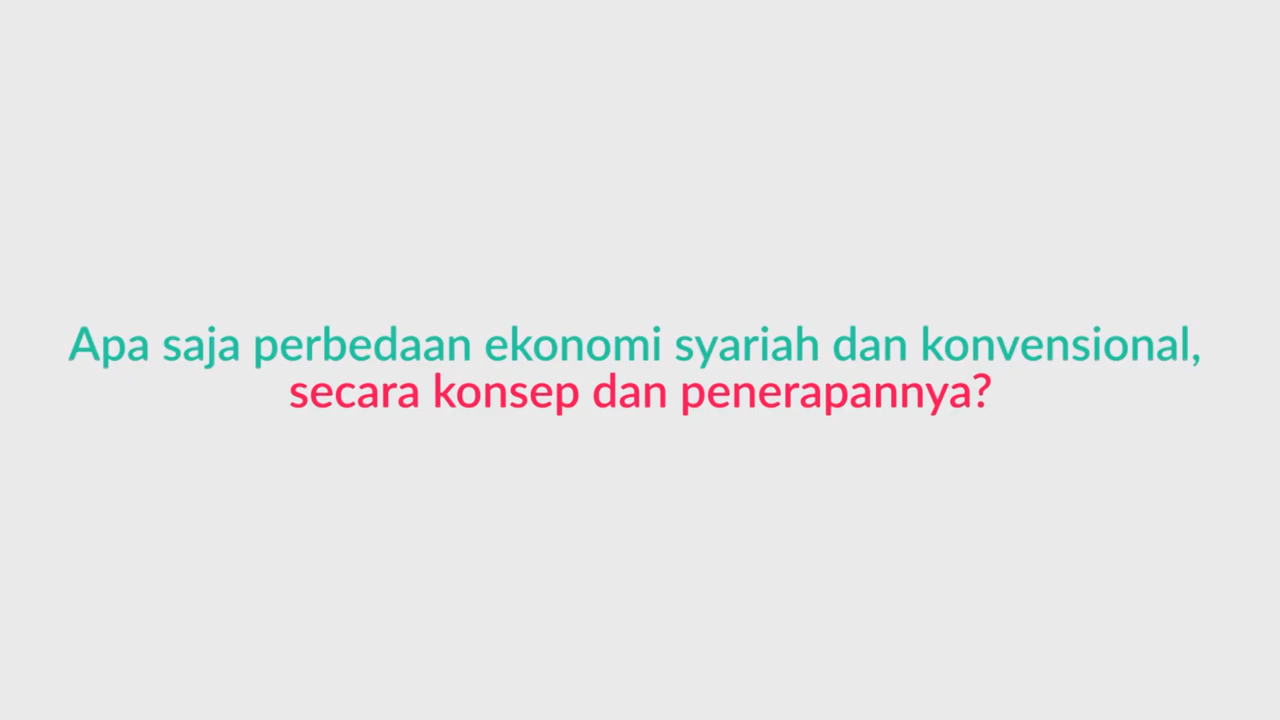 Apa saja perbedaan ekonomi syariah dan konvensional,
secara konsep dan penerapannya?